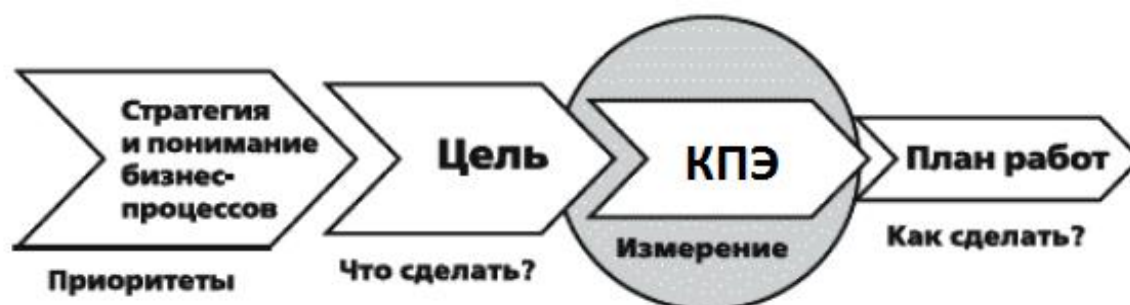 Стратегия
и понимание
бизнес-
процессов
Цель
КПЭ
План работ
Приоритеты
Что сделать?
Измерение
Как сделать?